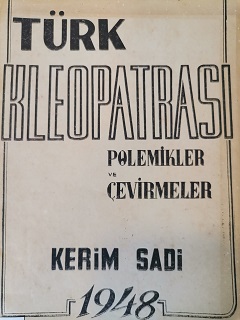 TÜRK
KLEOPATRASI
POLEMİKLER
ve
ÇEVİRMELER
KERİM SADİ
1948